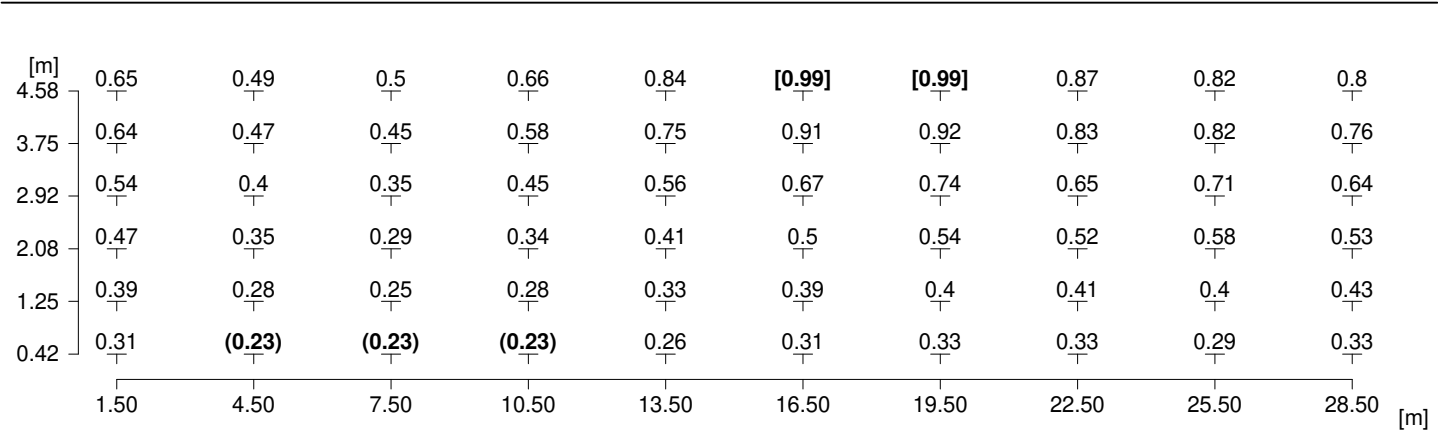 [m]
4.58 0.65 0.49 0.5 0.66 0.84 [0.99] [0.99] 0.87 0.82 0.8
3.75 0.64 0.47 0.45 0.58 0.75 0.91 0.92 0.83 0.82 0.76
2.92 0.54 0.4 0.35 0.45 0.56 0.67 0.74 0.65 0.71 0.64
2.08 0.47 0.35 0.29 0.34 0.41 0.5 0.54 0.52 0.58 0.53
1.25 0.39 0.28 0.25 0.28 0.33 0.39 0.4 0.41 0.4 0.43
0.42 0.31 (0.23) (0.23) (0.23) 0.26 0.31 0.33 0.33 0.29 0.33
1.50 4.50 7.50 10.50 13.50 16.50 19.50 22.50 25.50 28.50 [m]